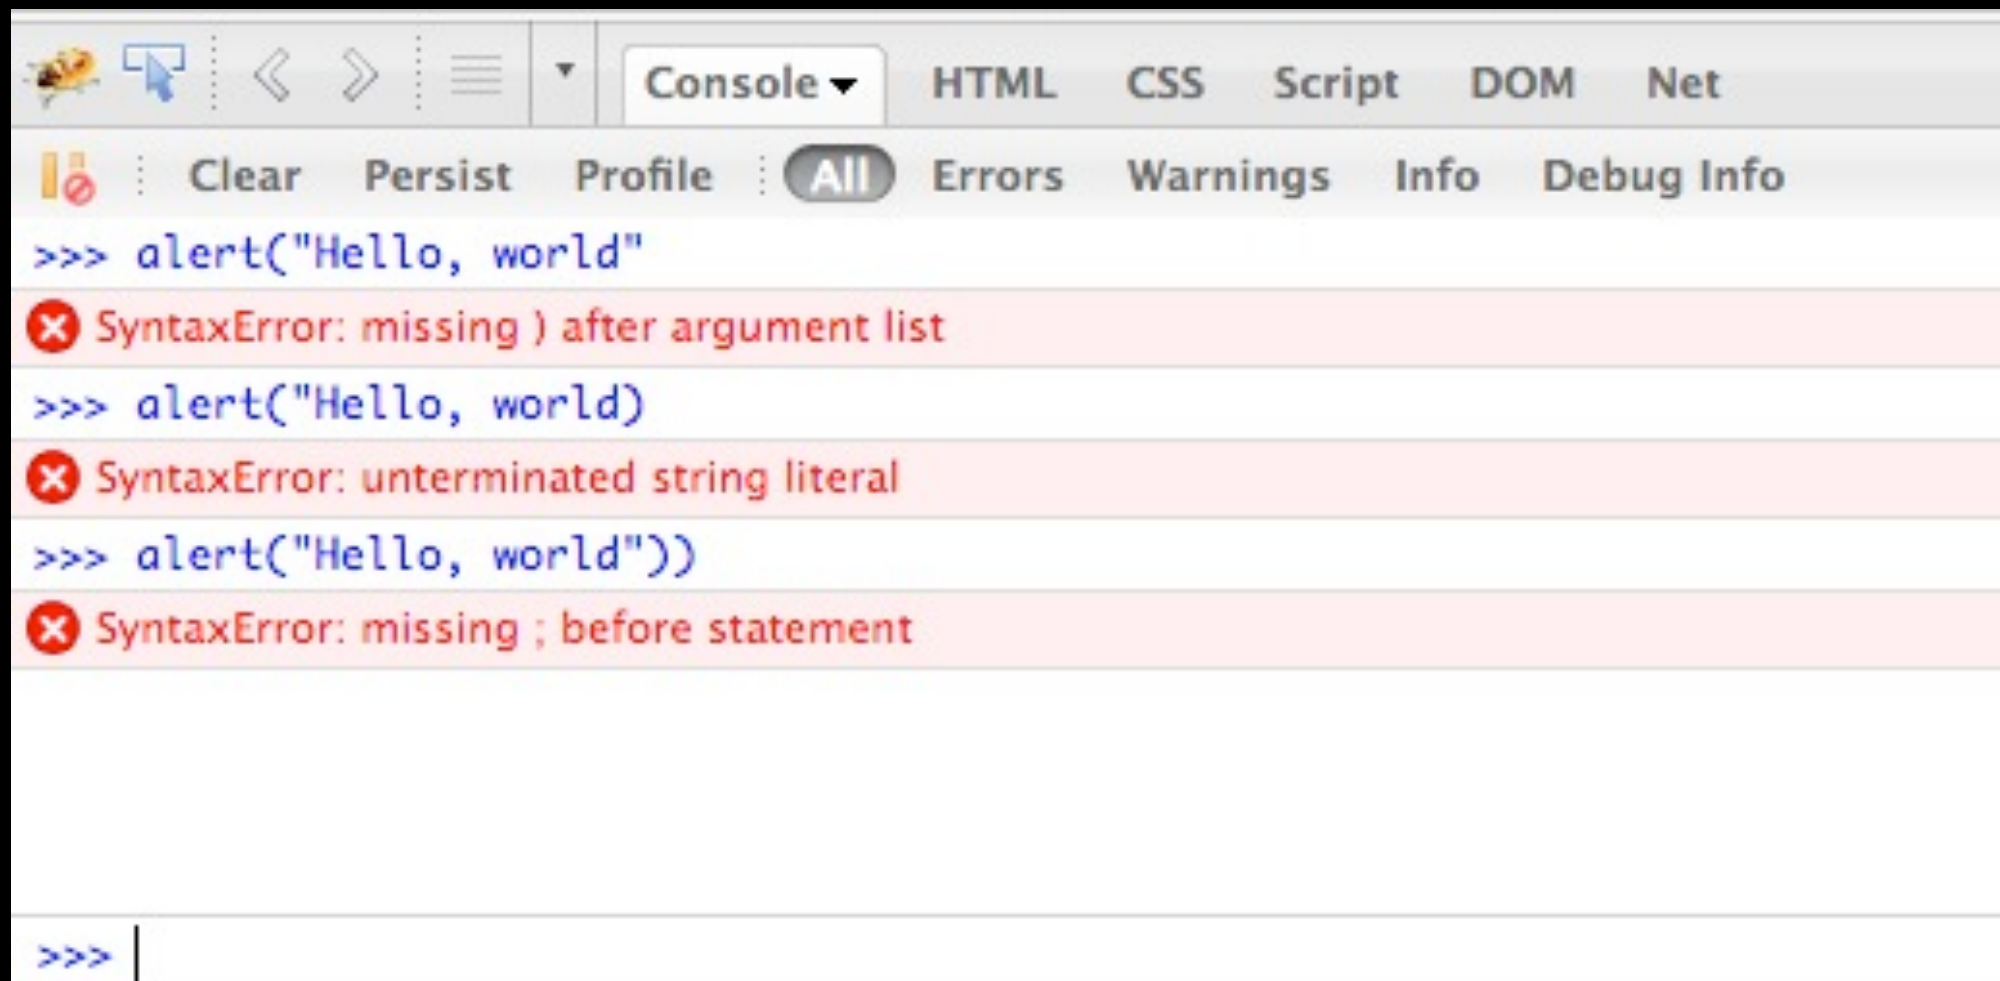 Console HTML CSS Script DOM Net
Clear Persist Profile All Errors Warnings Info Debug Info
>>> alert("Hello, world"
SyntaxError: missing ) after argument list
>>> alert("Hello, world)
SyntaxError: unterminated string literal
>>> alert("Hello, world"))
SyntaxError: missing ; before statement
>>>